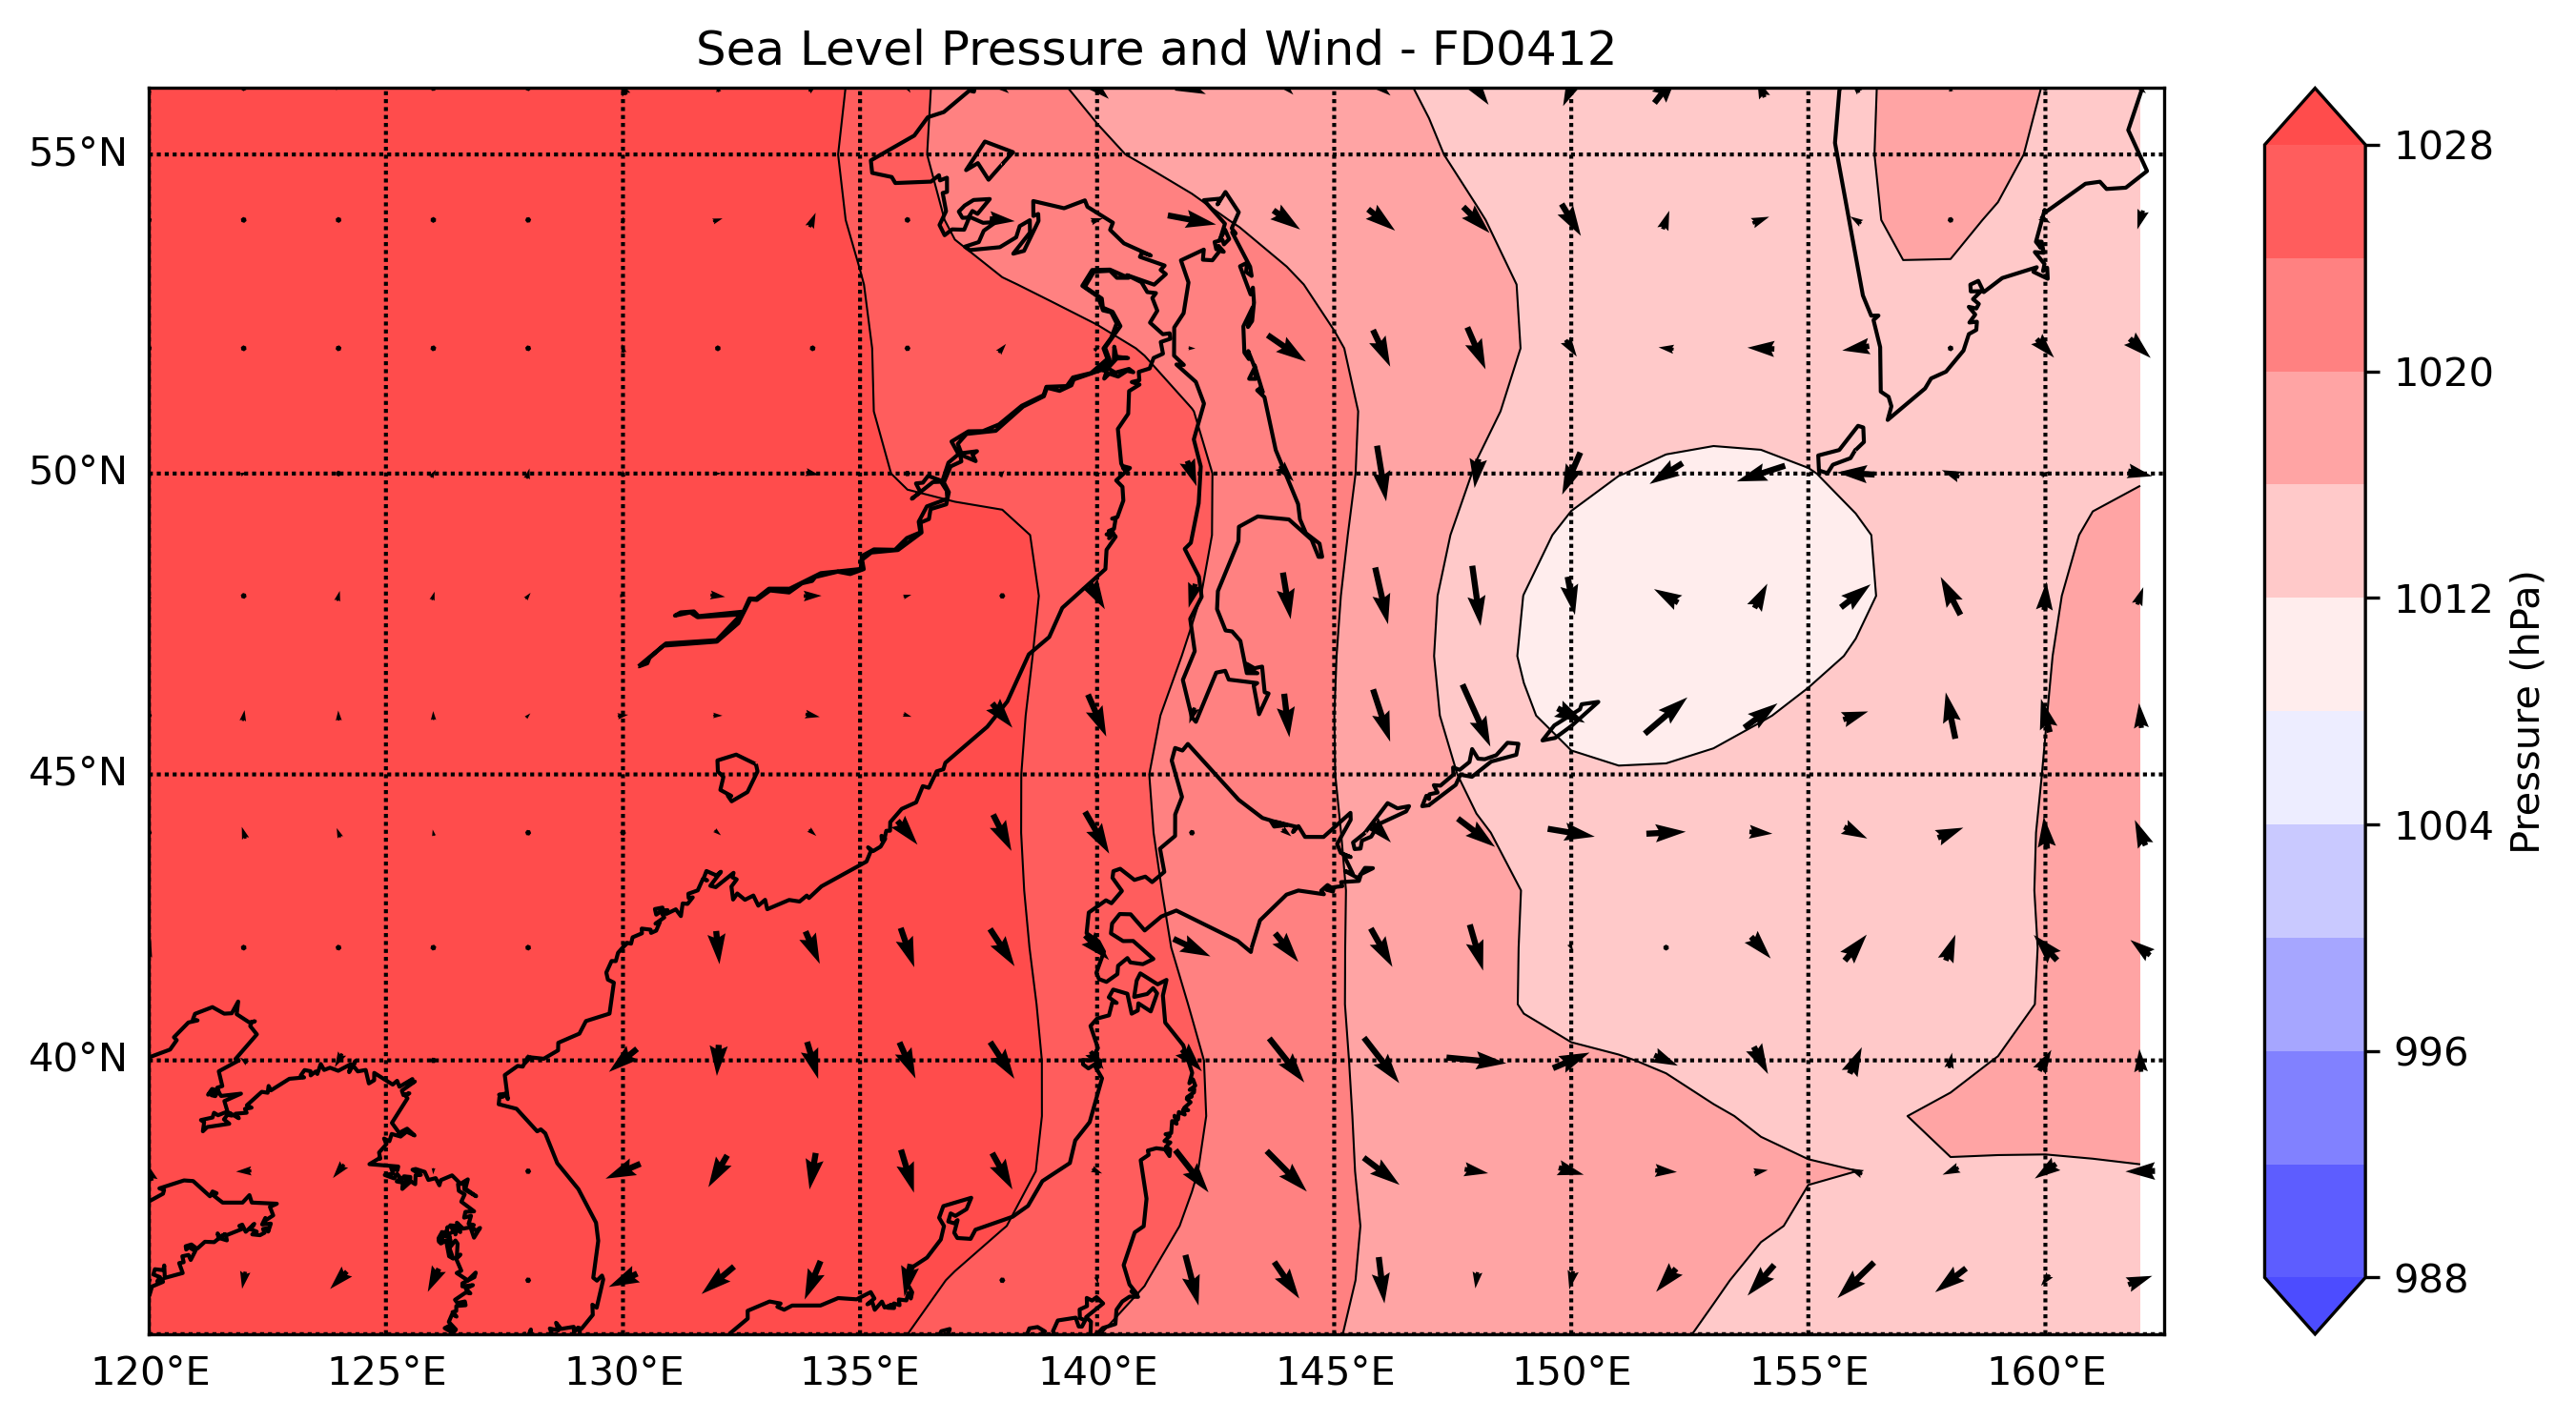 Sea Level Pressure and Wind - FD0412
55°N
50°N
45°N
40°N
120°E 125°E 130°E 135°E 140°E 145°E 150°E 155°E 160°E
1028
1020
1012
1004
996
988
Pressure (hPa)